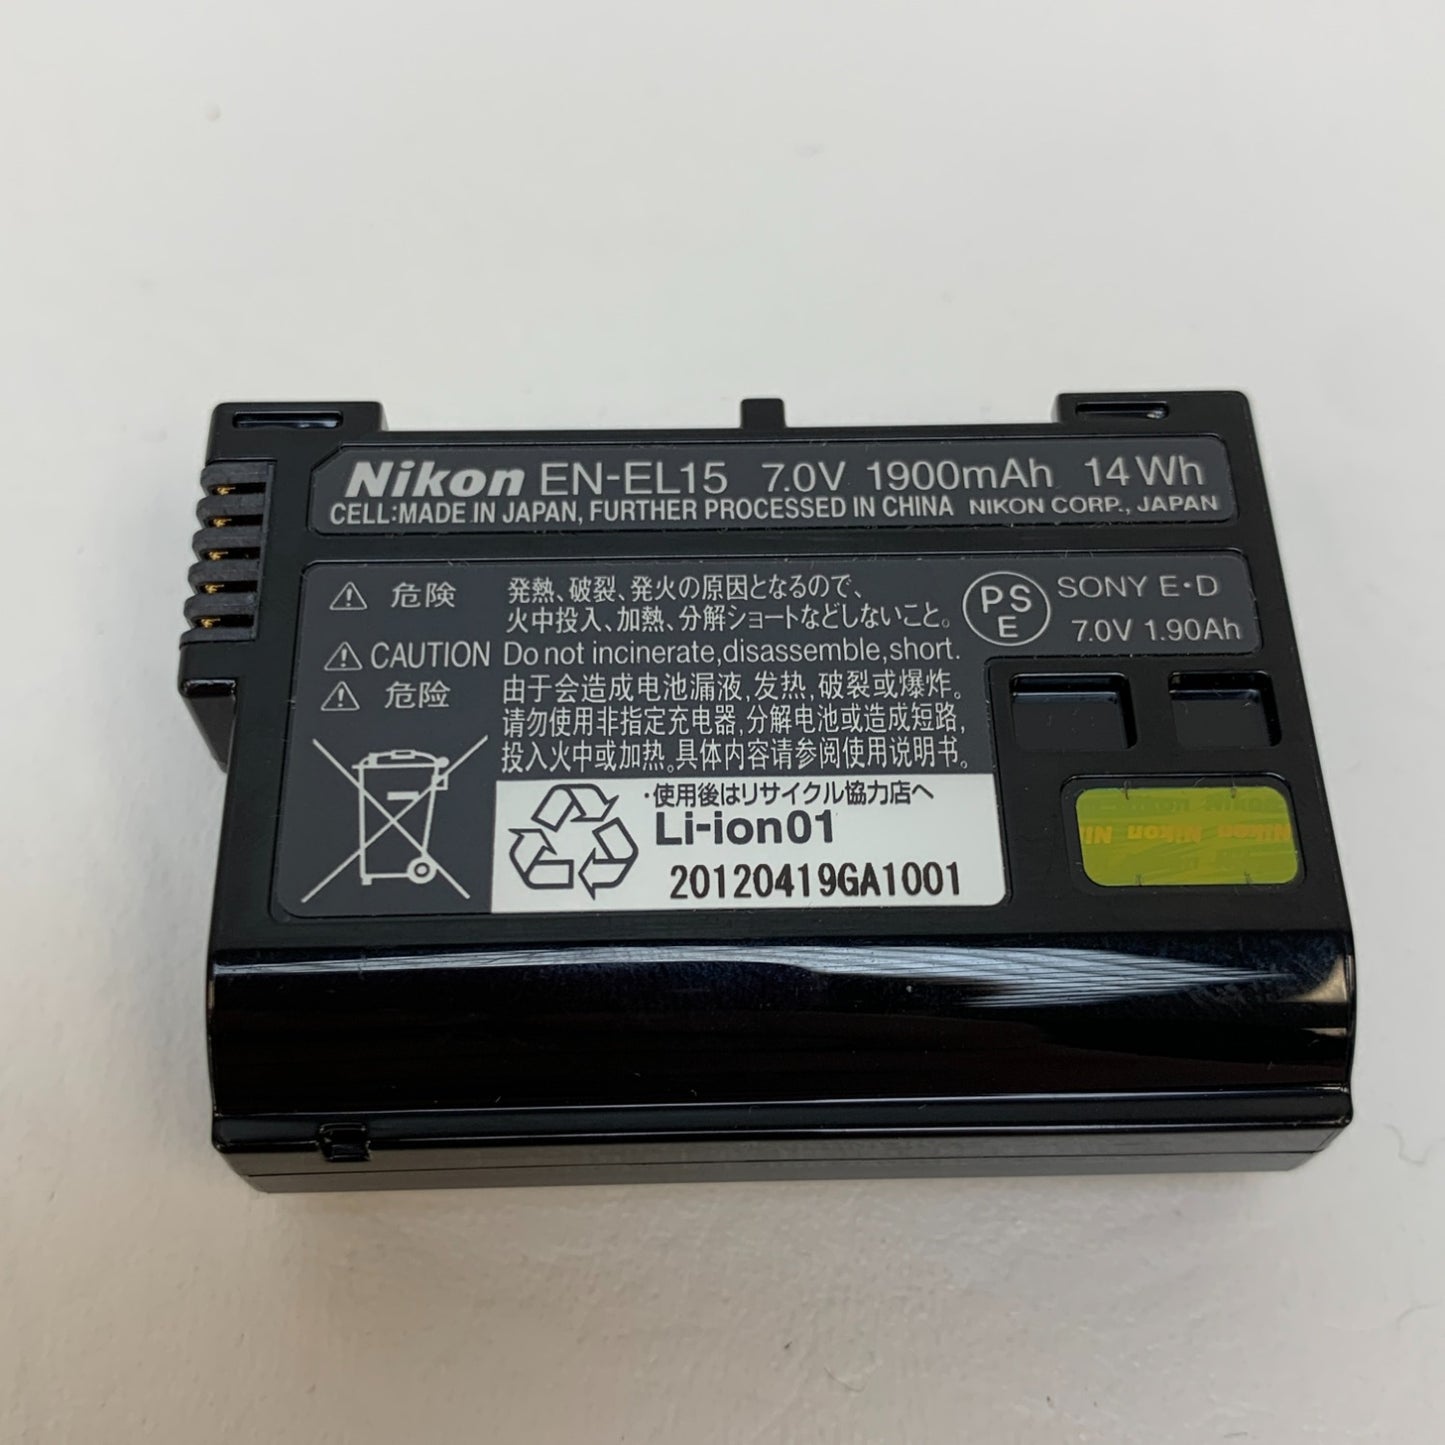 Nikon EN-EL15 7.0V 1900mAh 14Wh
CELL:MADE IN JAPAN, FURTHER PROCESSED IN CHINA NIKON CORP., JAPAN
危険 発熱、破裂、発火の原因となるので、
火中投入、加熱、分解ショートなどしないこと。
PS
E
SONY E・D
7.0V 1.90Ah
CAUTION Do not incinerate,disassemble,short.
危险 由于会造成电池漏液,发热,破裂或爆炸。
请勿使用非指定充电器,分解电池或造成短路,
投入火中或加热。具体内容请参阅使用说明书。
・使用後はリサイクル協力店へ
Li-ion01
20120419GA1001
Nikon Nikon
Ni Nikon Nikon Nikon